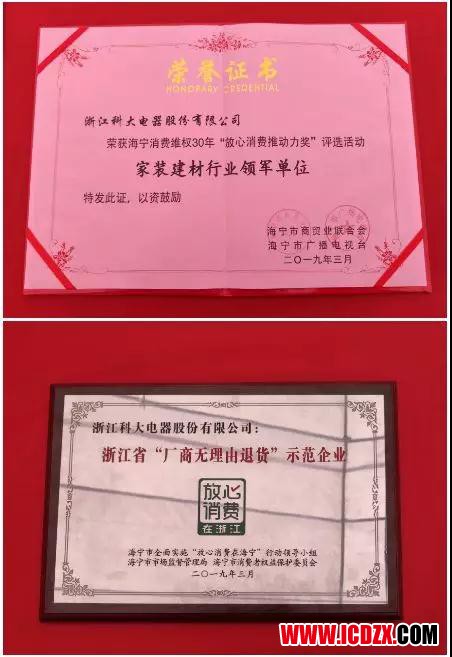 荣誉证书
HONORARY CREDENTIAL
浙江科大电器股份有限公司
荣获海宁消费维权30年“放心消费推动力奖”评选活动
家装建材行业领军单位
特发此证，以资鼓励
海宁市商贸业联合会
海宁市广播电视台
二〇一九年三月
浙江科大电器股份有限公司：
浙江省“厂商无理由退货”示范企业
放心
消费
在浙江
海宁市全面实施“放心消费在海宁”行动领导小组
海宁市市场监督管理局 海宁市消费者权益保护委员会
二〇一九年三月
WWW.ICDZX.COM